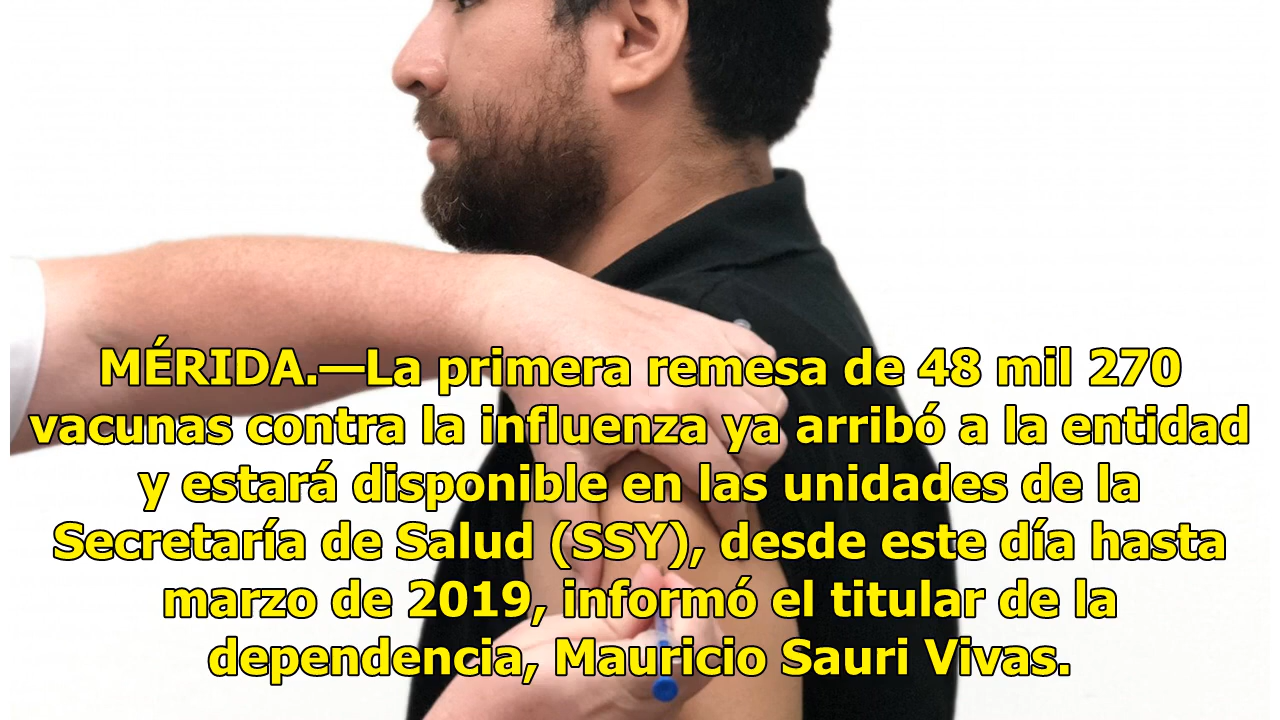 MÉRIDA.—La primera remesa de 48 mil 270
vacunas contra la influenza ya arribó a la entidad
y estará disponible en las unidades de la
Secretaría de Salud (SSY), desde este día hasta
marzo de 2019, informó el titular de la
dependencia, Mauricio Sauri Vivas.